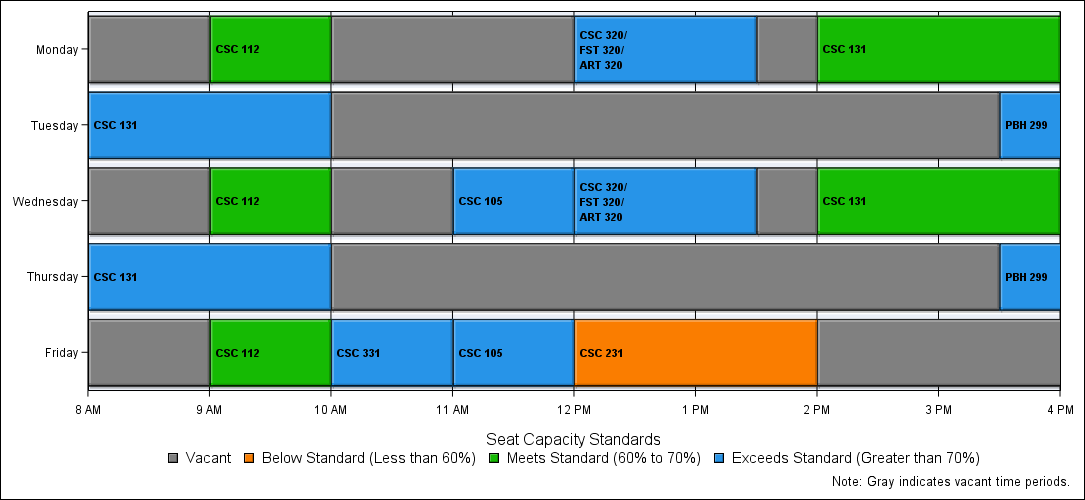 Monday
CSC 112
CSC 320/
FST 320/
ART 320
CSC 131
Tuesday
CSC 131
PBH 299
Wednesday
CSC 112
CSC 105
CSC 320/
FST 320/
ART 320
CSC 131
Thursday
CSC 131
PBH 299
Friday
CSC 112
CSC 331
CSC 105
CSC 231
8 AM 9 AM 10 AM 11 AM 12 PM 1 PM 2 PM 3 PM 4 PM
Seat Capacity Standards
Vacant Below Standard (Less than 60%) Meets Standard (60% to 70%) Exceeds Standard (Greater than 70%)
Note: Gray indicates vacant time periods.